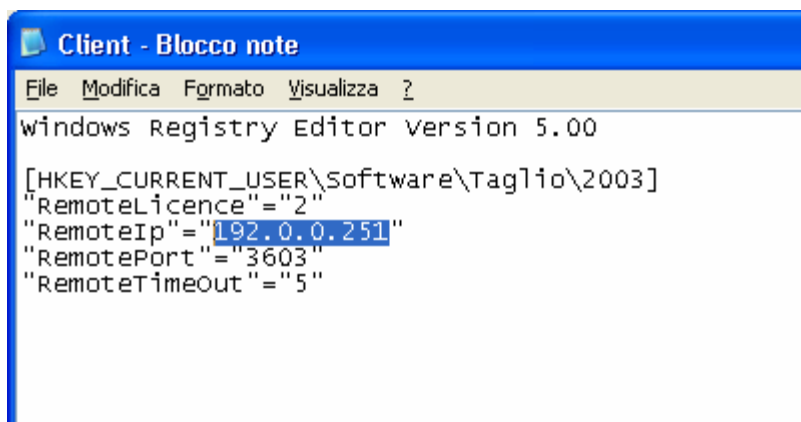 Client - Blocco note
File Modifica Formato Visualizza ?
Windows Registry Editor Version 5.00
[HKEY_CURRENT_USER\Software\Taglio\2003]
"RemoteLicence"="2"
"RemoteIp"="192.0.0.251"
"RemotePort"="3603"
"RemoteTimeOut"="5"